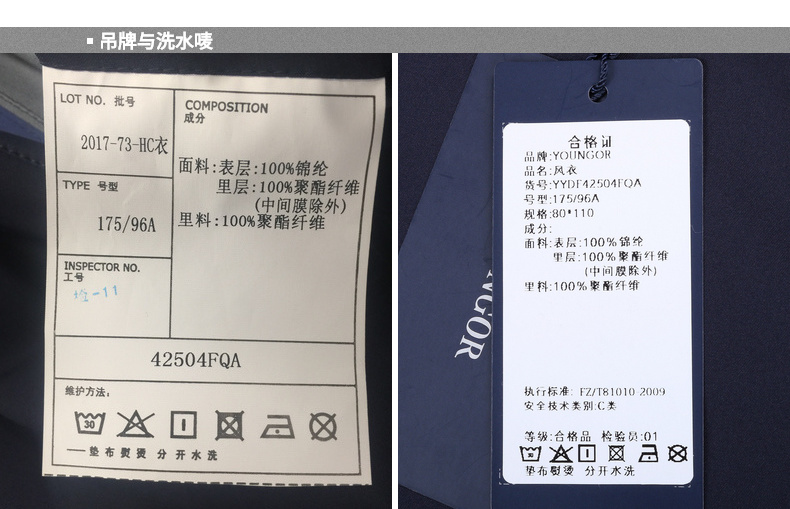 吊牌与洗水唛
LOT NO. 批号
2017-73-HC衣
TYPE 号型
175/96A
INSPECTOR NO.
工号
检-11
COMPOSITION
成分
面料:表层:100%锦纶
里层:100%聚酯纤维
(中间膜除外)
里料:100%聚酯纤维
42504FQA
维护方法:
30
——垫布熨烫 分开水洗
NGOR
合格证
品牌:YOUNGOR
品名:风衣
货号:YYDF42504FQA
号型:175/96A
规格:80*110
成分:
面料:表层:100%锦纶
里层:100%聚酯纤维
(中间膜除外)
里料:100%聚酯纤维
执行标准: FZ/T81010-2009
安全技术类别:C类
等级:合格品 检验员:01
30
垫布熨烫 分开水洗